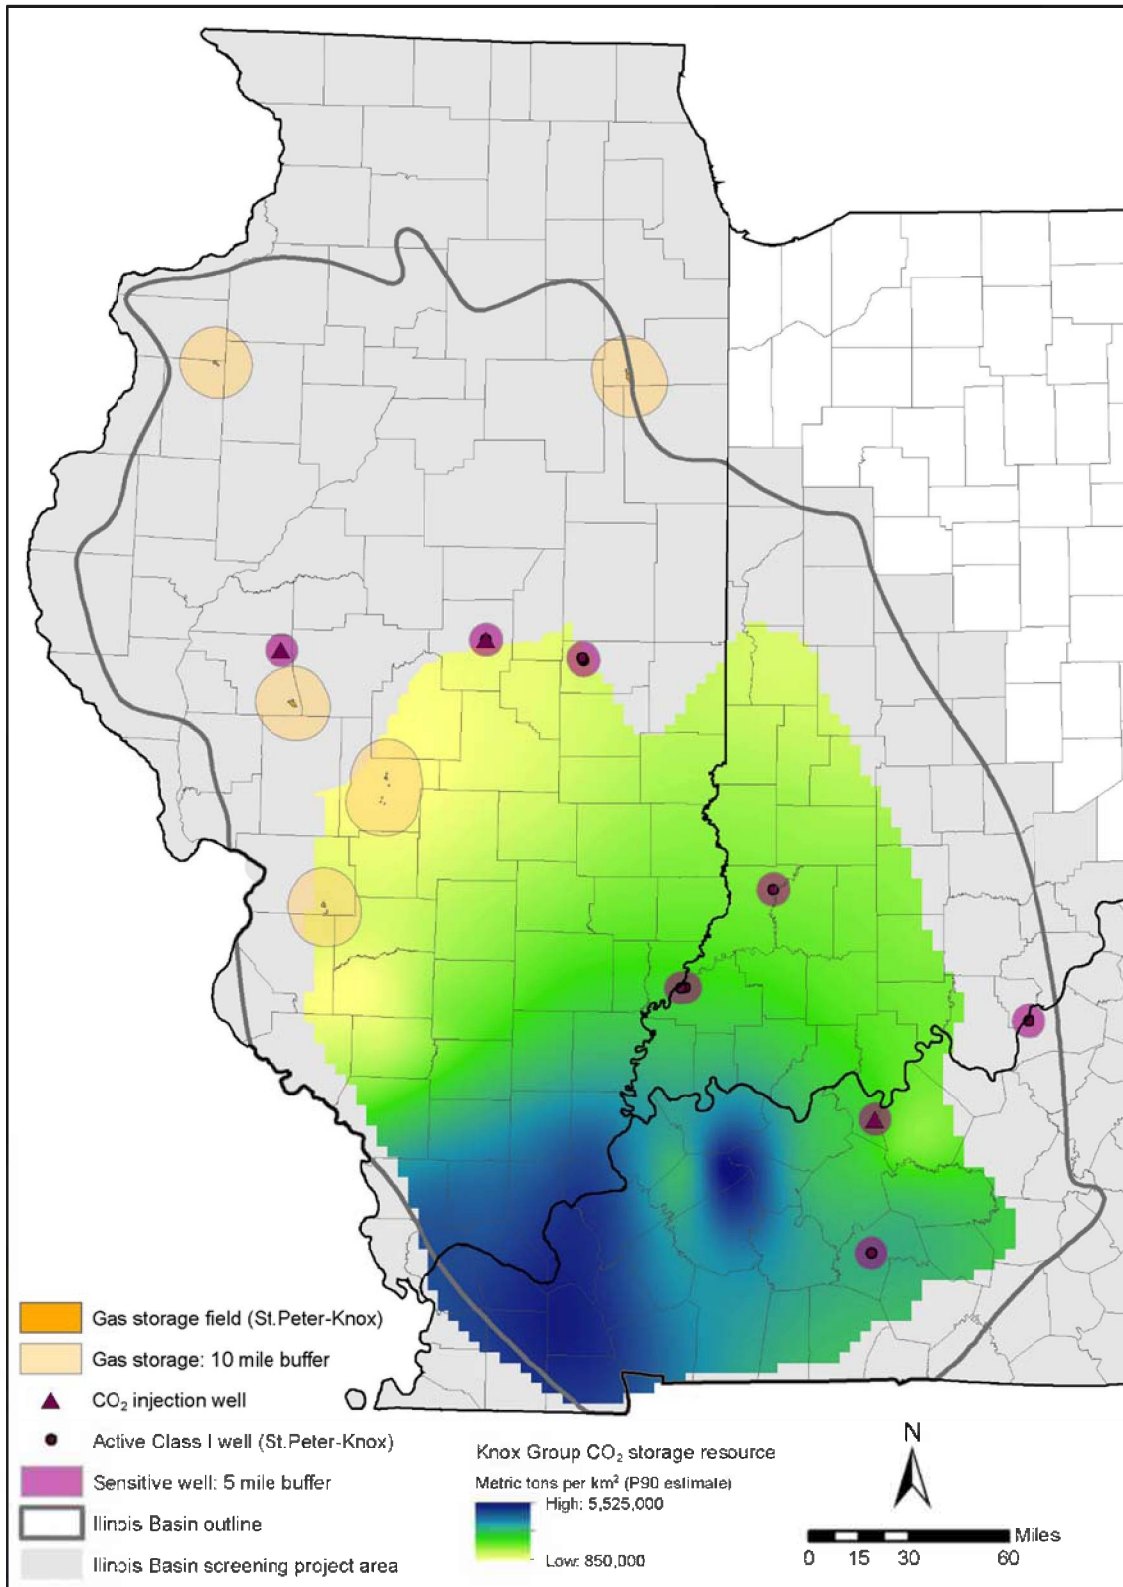 Gas storage field (St.Peter-Knox)
Gas storage: 10 mile buffer
CO₂ injection well
Active Class I well (St.Peter-Knox)
Sensitive well: 5 mile buffer
Illinois Basin outline
Illinois Basin screening project area
Knox Group CO₂ storage resource
Metric tons per km² (P90 estimate)
High: 5,525,000
Low: 850,000
N
Miles
0 15 30 60